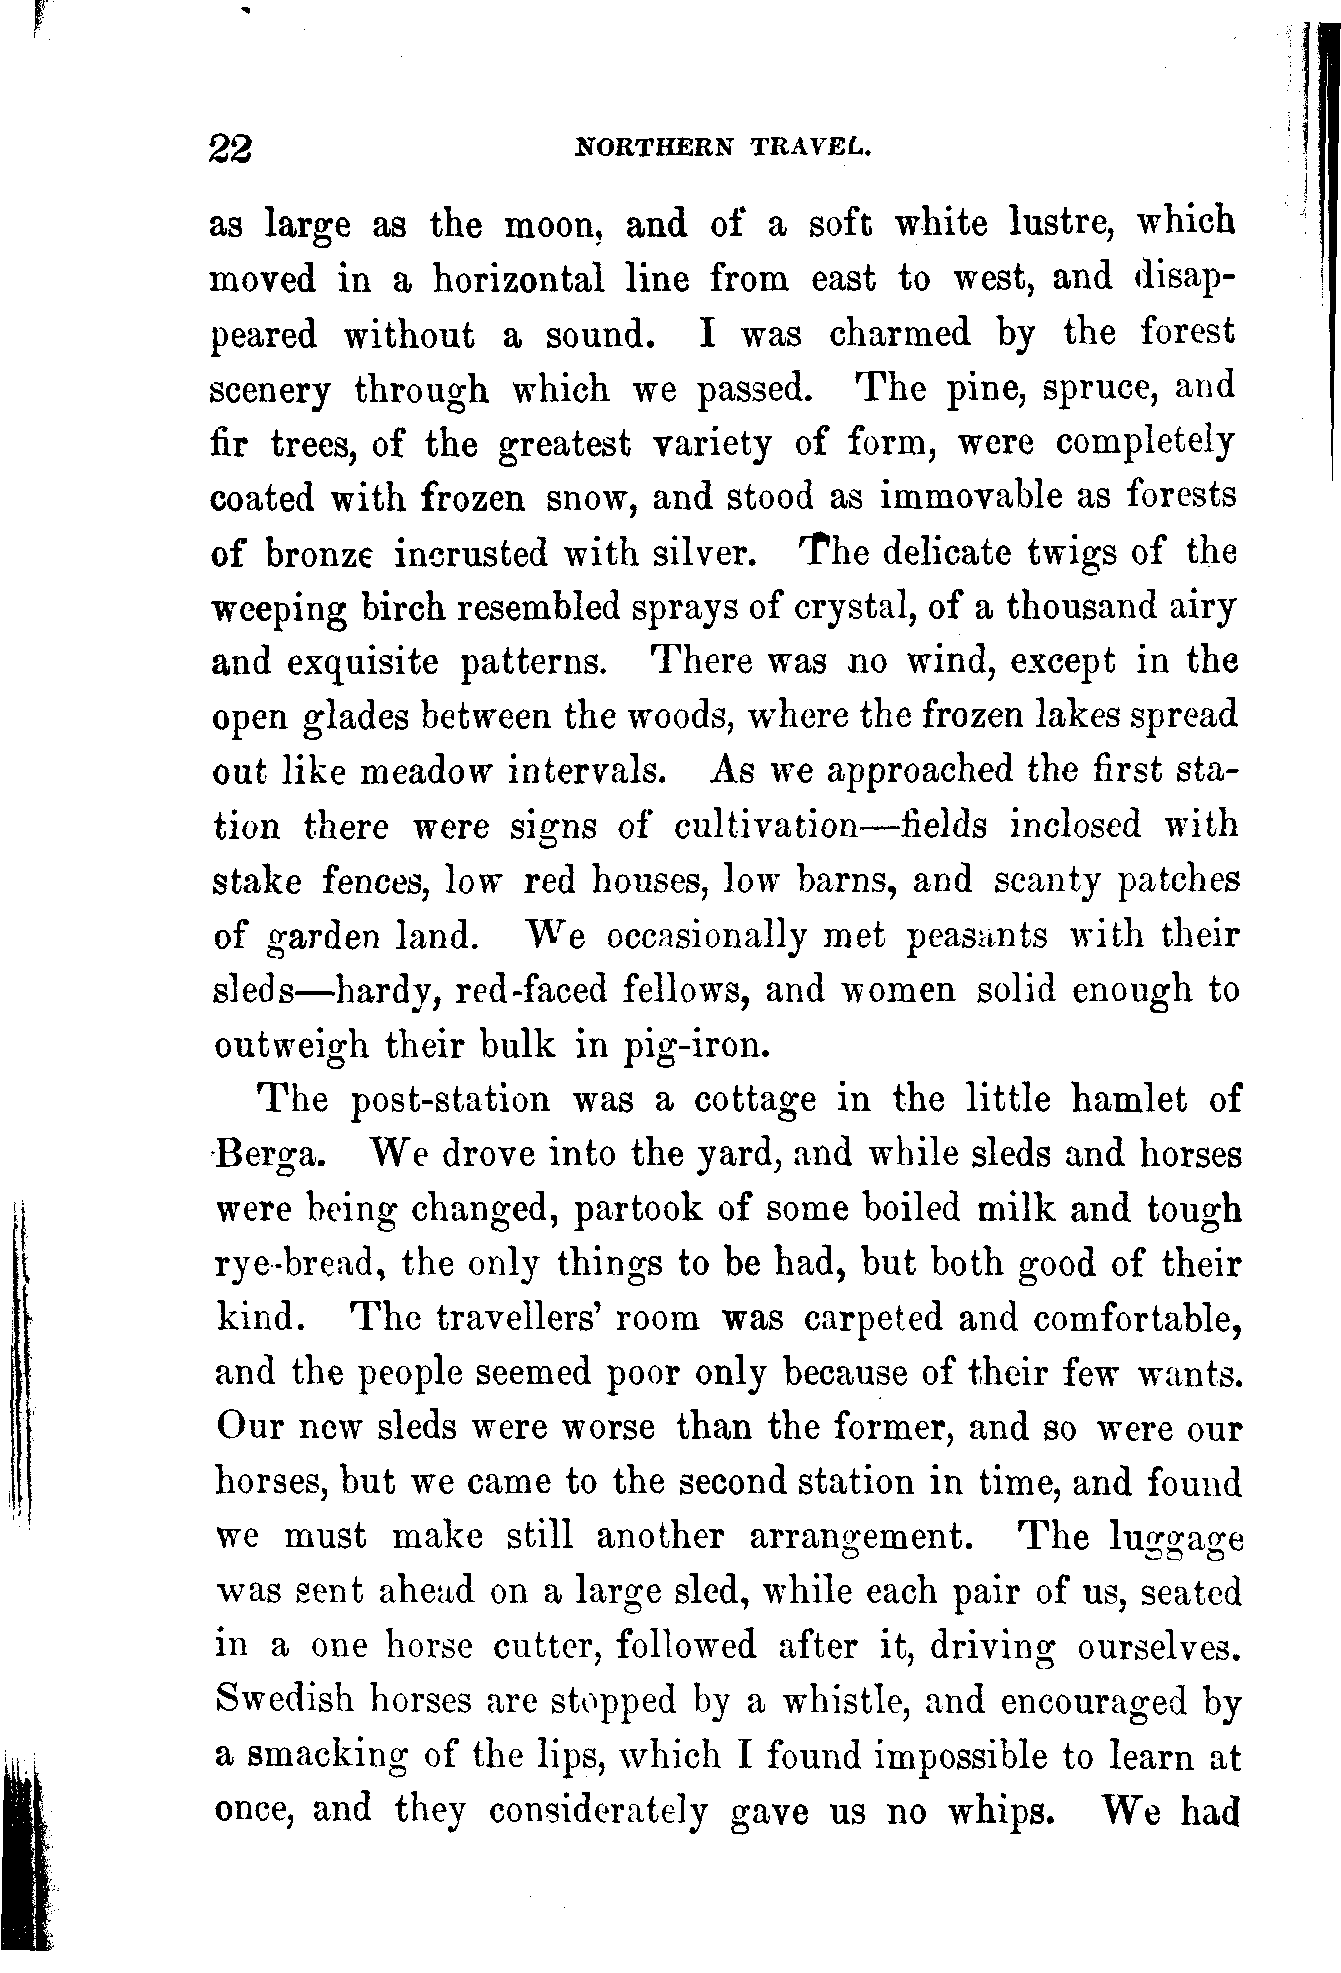 22 NORTHERN TRAVEL.
as large as the moon, and of a soft white lustre, which
moved in a horizontal line from east to west, and disap-
peared without a sound. I was charmed by the forest
scenery through which we passed. The pine, spruce, and
fir trees, of the greatest variety of form, were completely
coated with frozen snow, and stood as immovable as forests
of bronze incrusted with silver. The delicate twigs of the
weeping birch resembled sprays of crystal, of a thousand airy
and exquisite patterns. There was no wind, except in the
open glades between the woods, where the frozen lakes spread
out like meadow intervals. As we approached the first sta-
tion there were signs of cultivation—fields inclosed with
stake fences, low red houses, low barns, and scanty patches
of garden land. We occasionally met peasants with their
sleds—hardy, red-faced fellows, and women solid enough to
outweigh their bulk in pig-iron.
The post-station was a cottage in the little hamlet of
Berga. We drove into the yard, and while sleds and horses
were being changed, partook of some boiled milk and tough
rye-bread, the only things to be had, but both good of their
kind. The travellers' room was carpeted and comfortable,
and the people seemed poor only because of their few wants.
Our new sleds were worse than the former, and so were our
horses, but we came to the second station in time, and found
we must make still another arrangement. The luggage
was sent ahead on a large sled, while each pair of us, seated
in a one horse cutter, followed after it, driving ourselves.
Swedish horses are stopped by a whistle, and encouraged by
a smacking of the lips, which I found impossible to learn at
once, and they considerately gave us no whips. We had